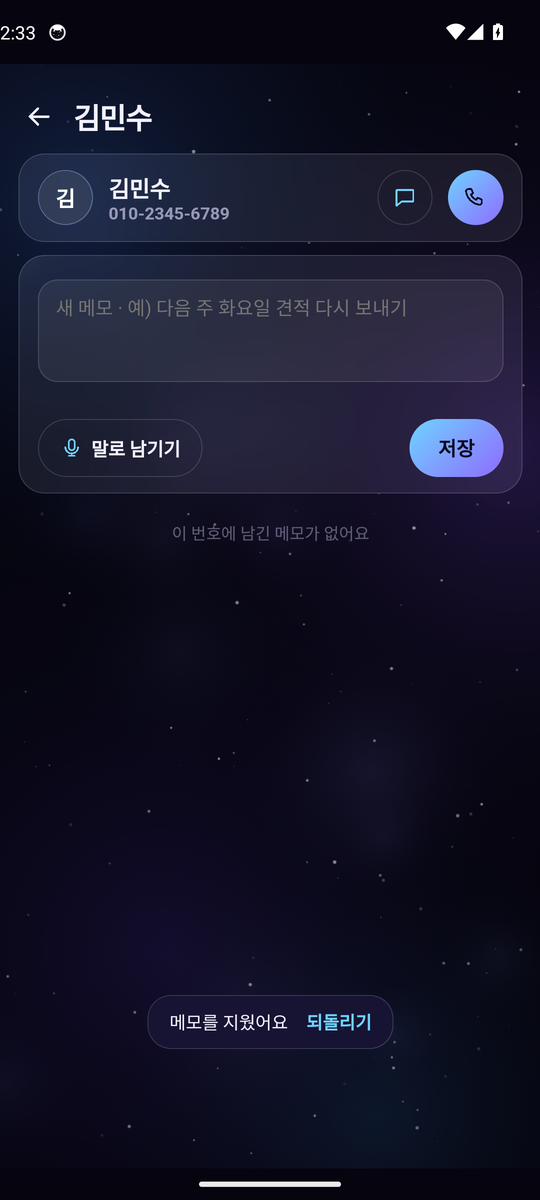 2:33
김민수
김
김민수
010-2345-6789
새 메모 · 예) 다음 주 화요일 견적 다시 보내기
말로 남기기
저장
이 번호에 남긴 메모가 없어요
메모를 지웠어요 되돌리기